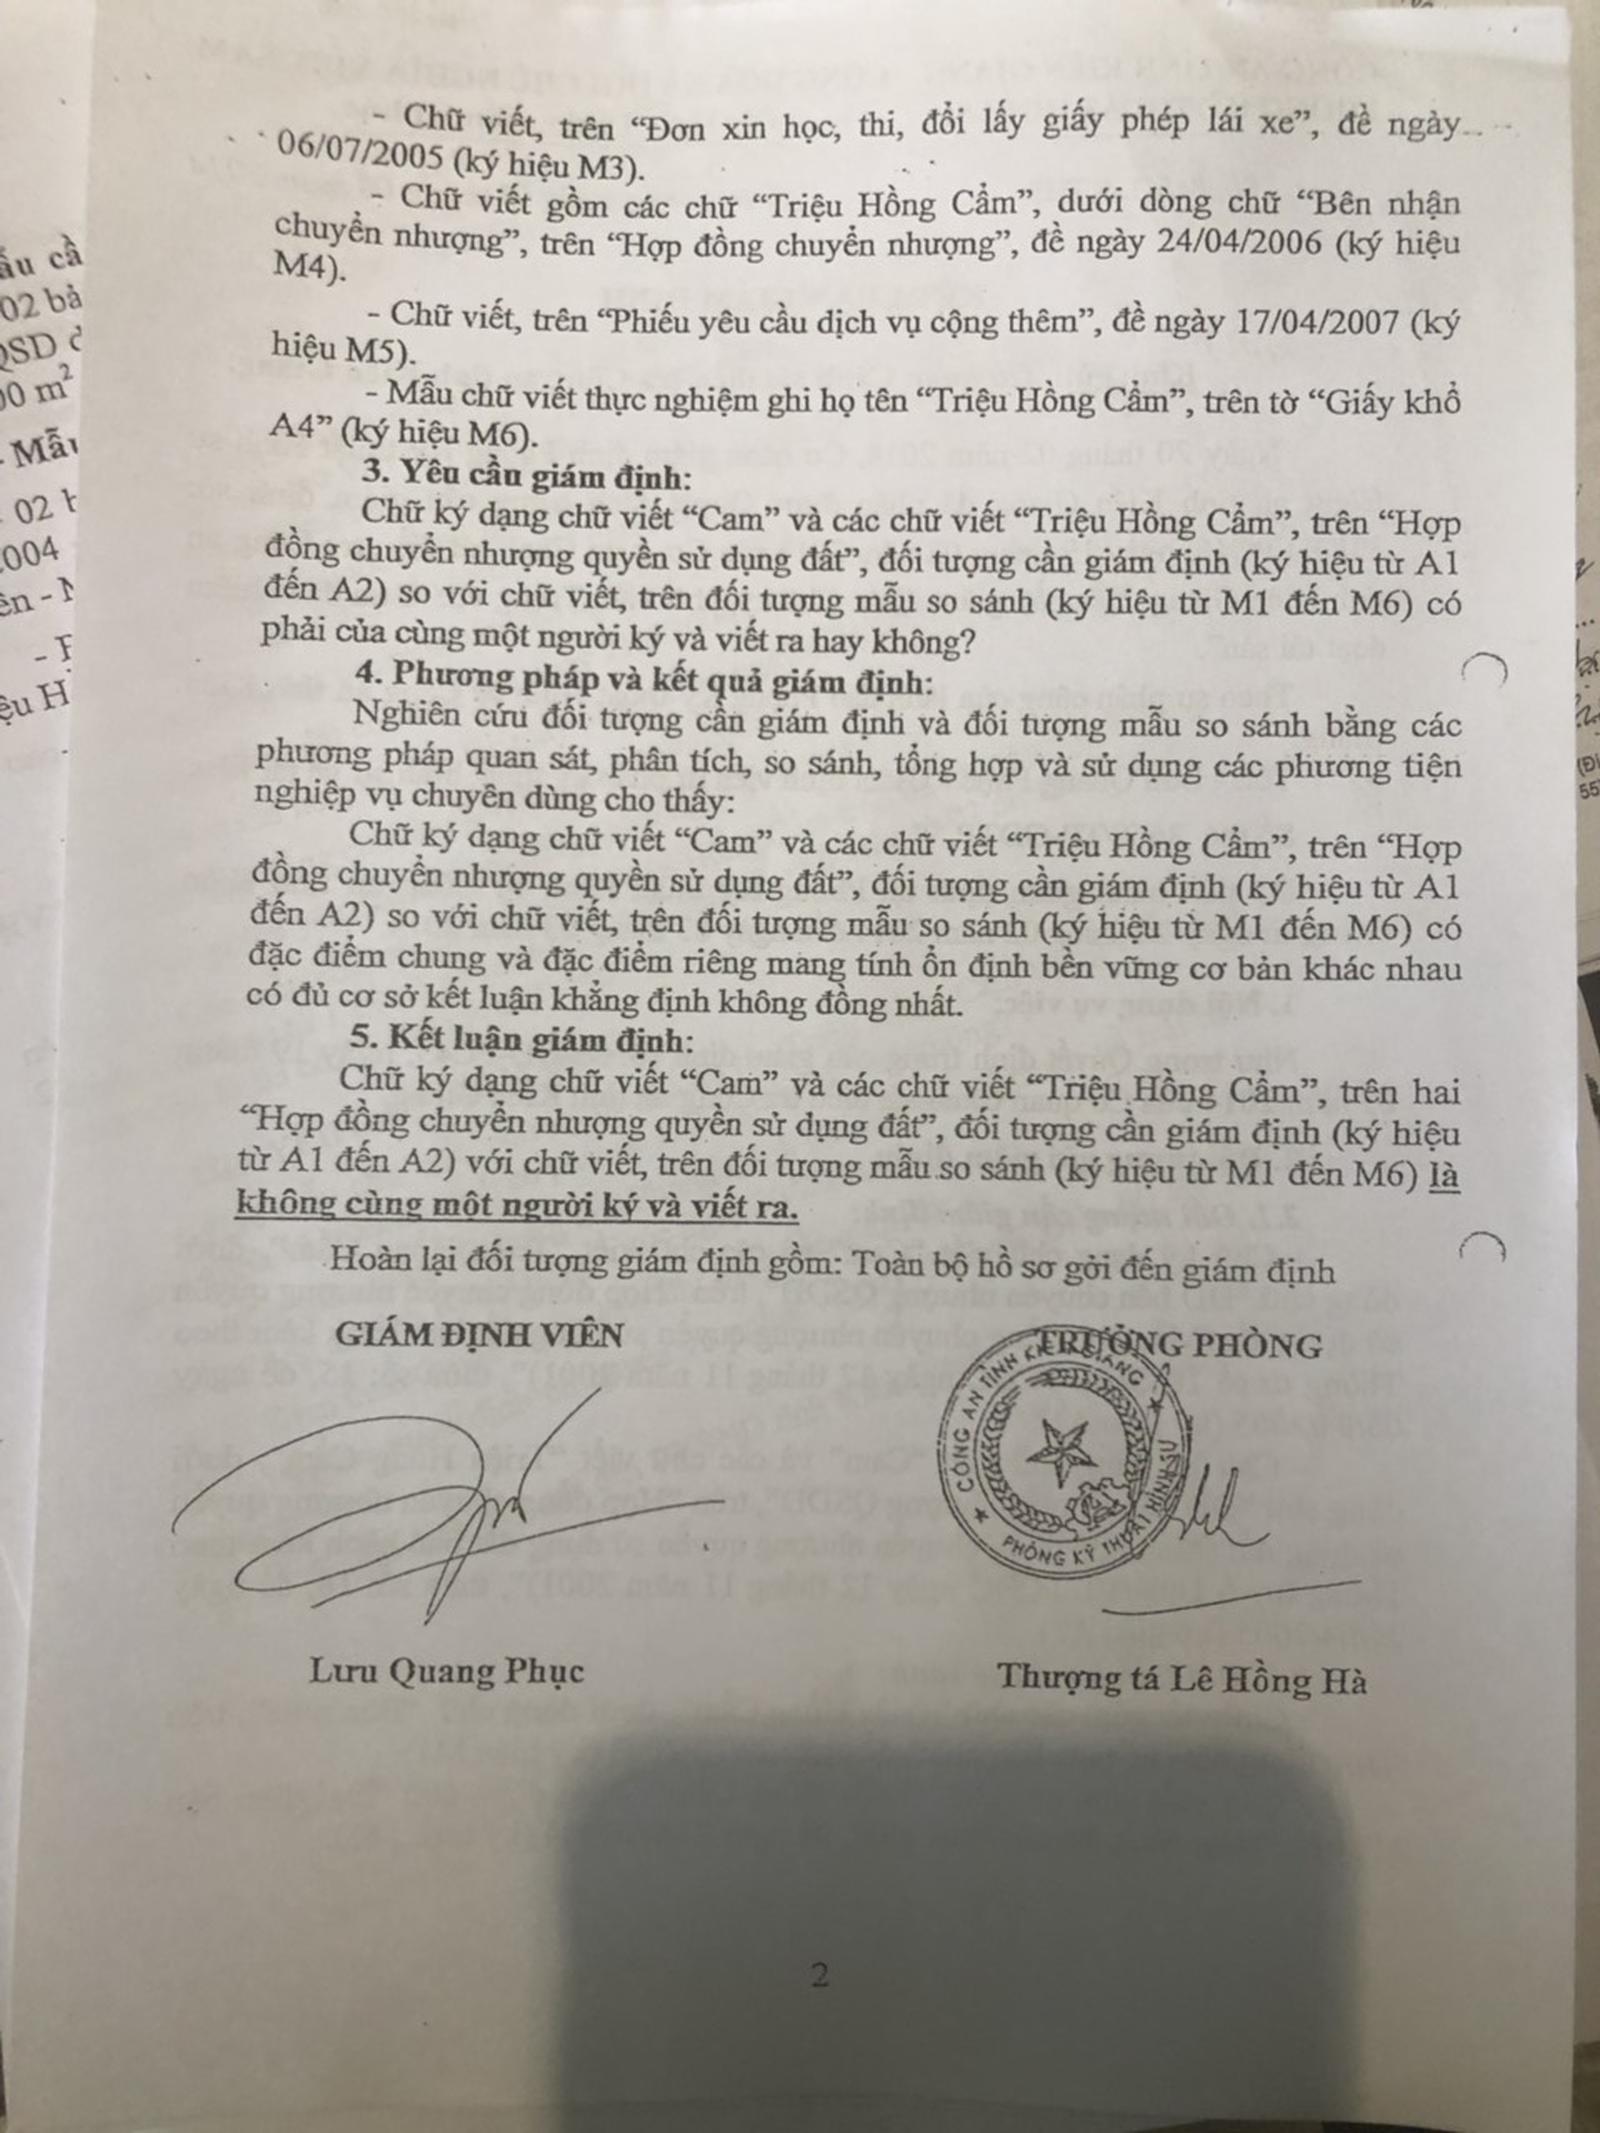 - Chữ viết, trên “Đơn xin học, thi, đổi lấy giấy phép lái xe”, đề ngày
06/07/2005 (ký hiệu M3).
- Chữ viết gồm các chữ “Triệu Hồng Cẩm”, dưới dòng chữ “Bên nhận
chuyển nhượng”, trên “Hợp đồng chuyển nhượng”, đề ngày 24/04/2006 (ký hiệu
M4).
- Chữ viết, trên “Phiếu yêu cầu dịch vụ cộng thêm”, đề ngày 17/04/2007 (ký
hiệu M5).
- Mẫu chữ viết thực nghiệm ghi họ tên “Triệu Hồng Cẩm”, trên tờ “Giấy khổ
A4” (ký hiệu M6).
3. Yêu cầu giám định:
Chữ ký dạng chữ viết “Cam” và các chữ viết “Triệu Hồng Cẩm”, trên “Hợp
đồng chuyển nhượng quyền sử dụng đất”, đối tượng cần giám định (ký hiệu từ A1
đến A2) so với chữ viết, trên đối tượng mẫu so sánh (ký hiệu từ M1 đến M6) có
phải của cùng một người ký và viết ra hay không?
4. Phương pháp và kết quả giám định:
Nghiên cứu đối tượng cần giám định và đối tượng mẫu so sánh bằng các
phương pháp quan sát, phân tích, so sánh, tổng hợp và sử dụng các phương tiện
nghiệp vụ chuyên dùng cho thấy:
Chữ ký dạng chữ viết “Cam” và các chữ viết “Triệu Hồng Cẩm”, trên “Hợp
đồng chuyển nhượng quyền sử dụng đất”, đối tượng cần giám định (ký hiệu từ A1
đến A2) so với chữ viết, trên đối tượng mẫu so sánh (ký hiệu từ M1 đến M6) có
đặc điểm chung và đặc điểm riêng mang tính ổn định bền vững cơ bản khác nhau
có đủ cơ sở kết luận khẳng định không đồng nhất.
5. Kết luận giám định:
Chữ ký dạng chữ viết “Cam” và các chữ viết “Triệu Hồng Cẩm”, trên hai
“Hợp đồng chuyển nhượng quyền sử dụng đất”, đối tượng cần giám định (ký hiệu
từ A1 đến A2) với chữ viết, trên đối tượng mẫu so sánh (ký hiệu từ M1 đến M6) là
không cùng một người ký và viết ra.
Hoàn lại đối tượng giám định gồm: Toàn bộ hồ sơ gởi đến giám định
GIÁM ĐỊNH VIÊN
TRƯỞNG PHÒNG
CÔNG AN TỈNH KIÊN GIANG
PHÒNG KỸ THUẬT HÌNH SỰ
Lưu Quang Phục
Thượng tá Lê Hồng Hà
2
ấu cầ
02 bả
QSD đ
00 m²
- Mẫu
02 b
004
ên - M
ệu H